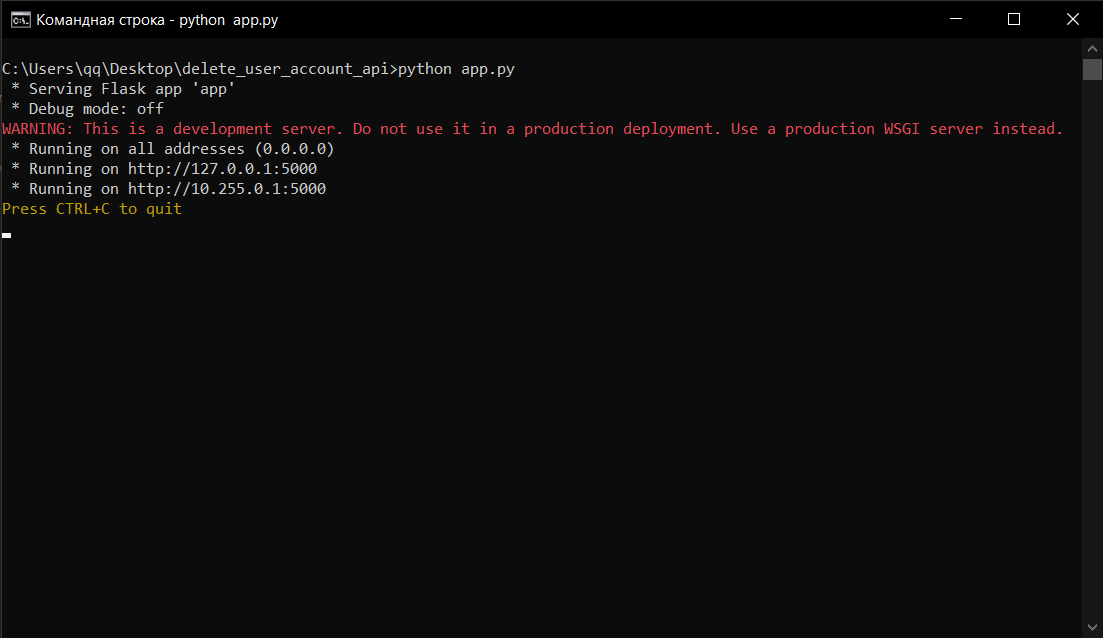 Командная строка - python  app.py
C:\Users\qq\Desktop\delete_user_account_api>python app.py
 * Serving Flask app 'app'
 * Debug mode: off
WARNING: This is a development server. Do not use it in a production deployment. Use a production WSGI server instead.
 * Running on all addresses (0.0.0.0)
 * Running on http://127.0.0.1:5000
 * Running on http://10.255.0.1:5000
Press CTRL+C to quit